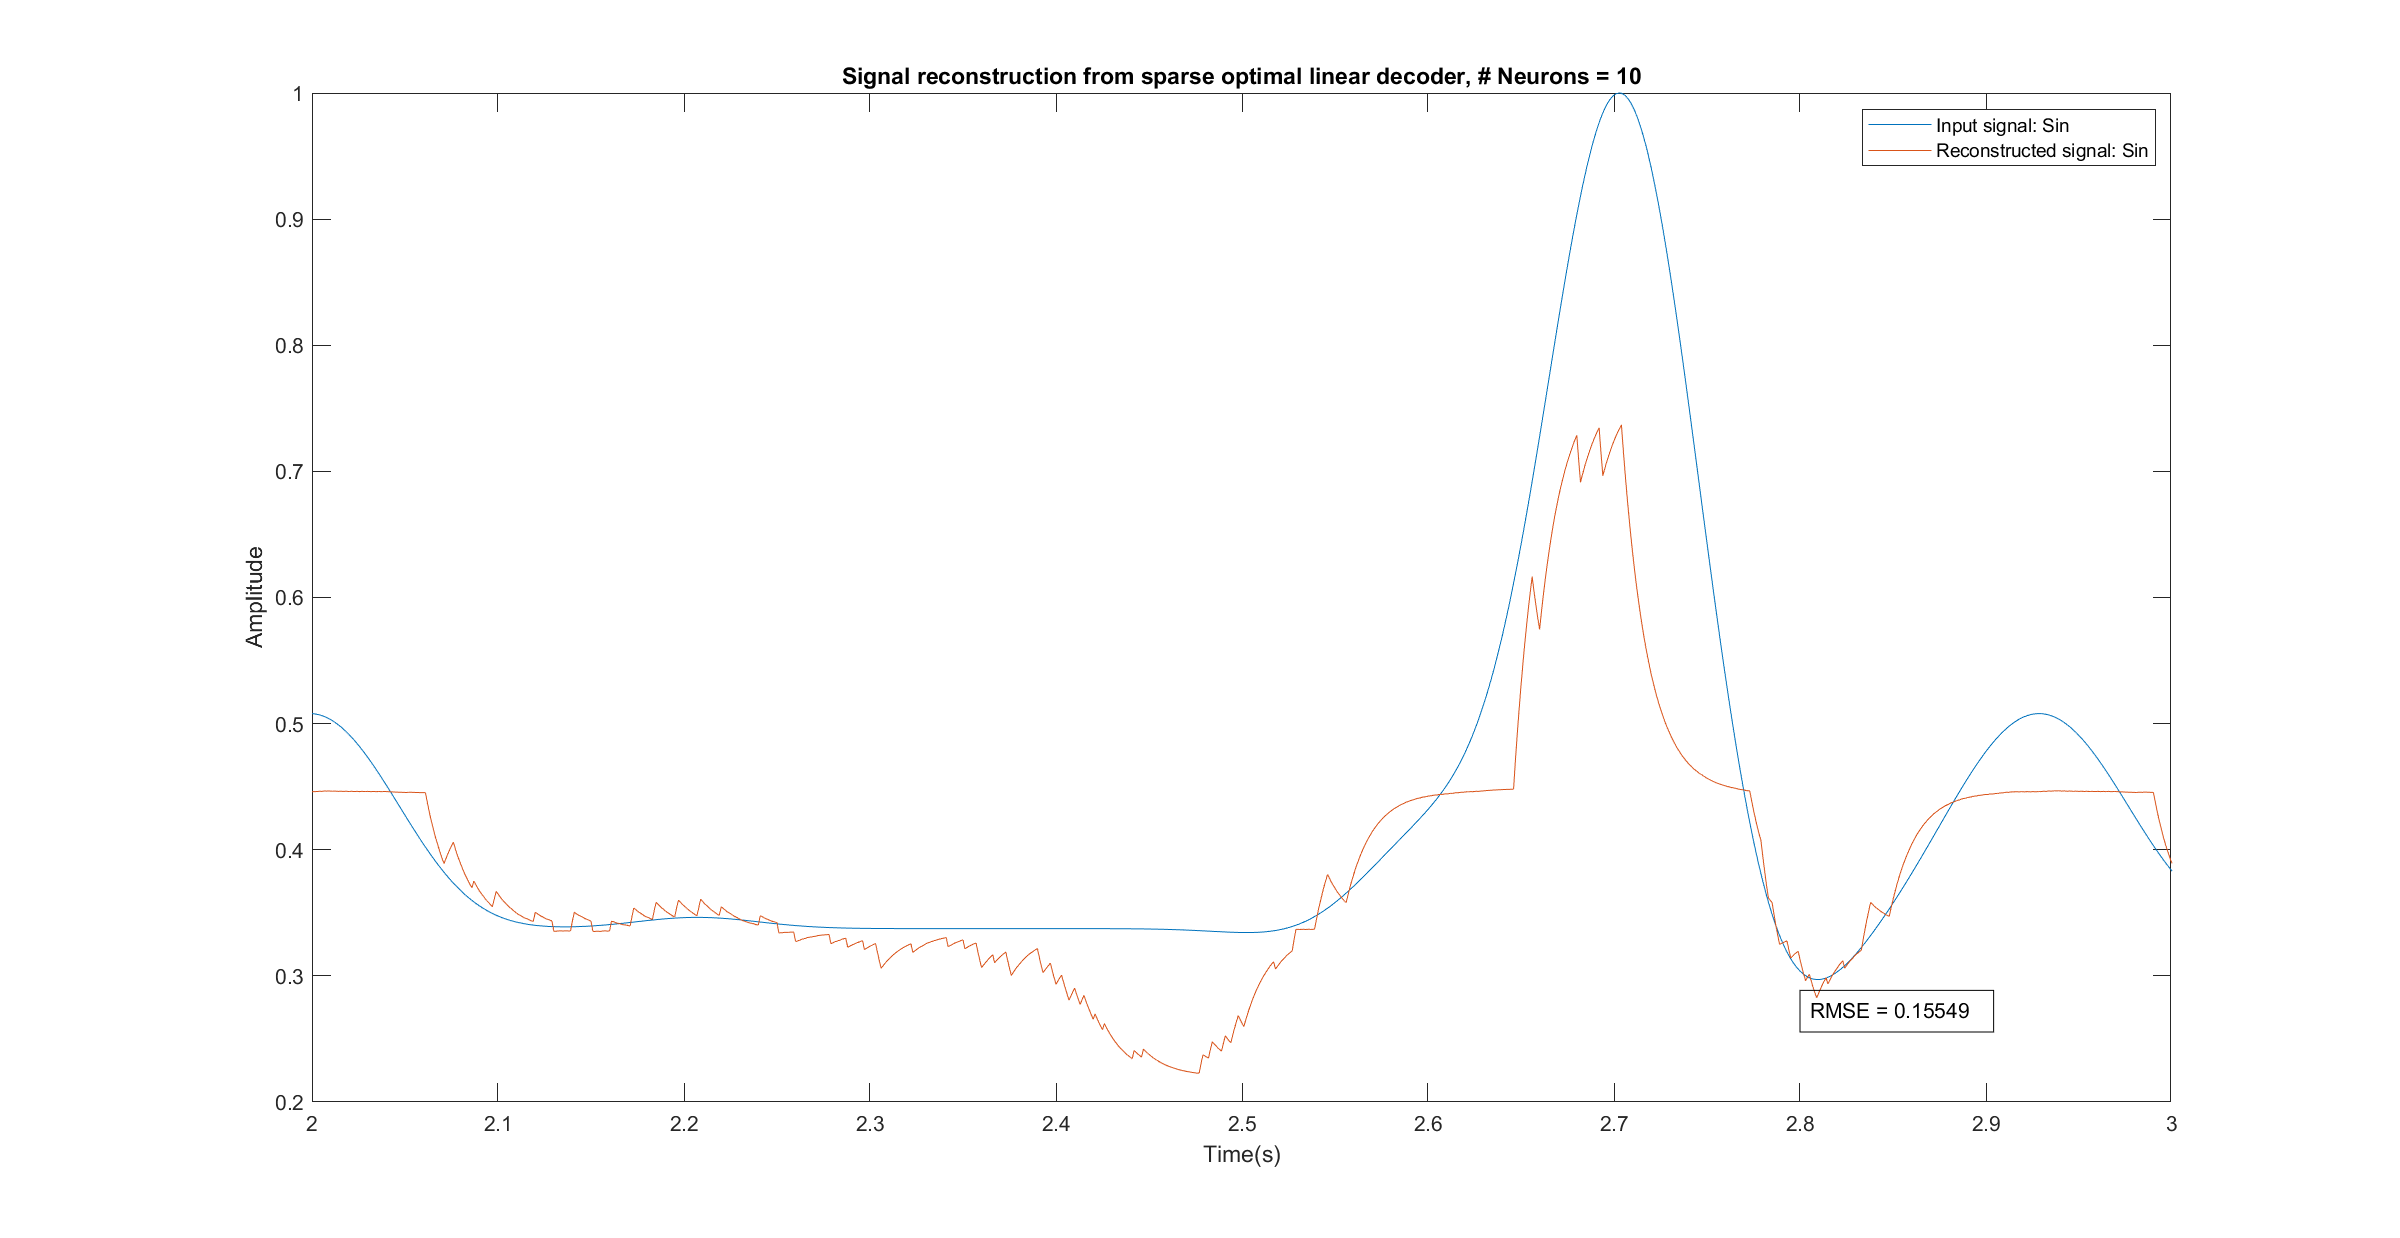 Signal reconstruction from sparse optimal linear decoder, # Neurons = 10
Input signal: Sin
Reconstructed signal: Sin
1
0.9
0.8
0.7
0.6
0.5
0.4
0.3
0.2
Amplitude
RMSE = 0.15549
2 2.1 2.2 2.3 2.4 2.5 2.6 2.7 2.8 2.9 3
Time(s)